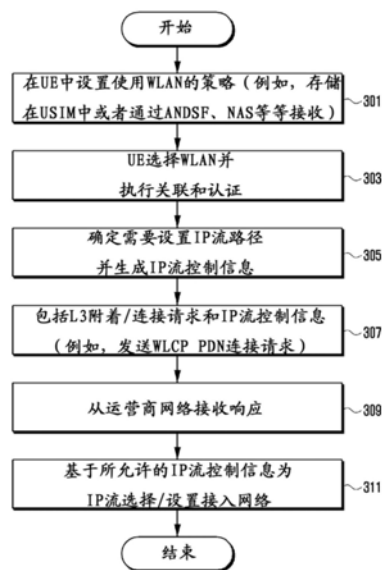 开始
在UE中设置使用WLAN的策略（例如，存储
在USIM中或者通过ANDSF、NAS等等接收）
301
UE选择WLAN并
执行关联和认证
303
确定需要设置IP流路径
并生成IP流控制信息
305
包括L3附着/连接请求和IP流控制信息
（例如，发送WLCP PDN连接请求）
307
从运营商网络接收响应
309
基于所允许的IP流控制信息为
IP流选择/设置接入网络
311
结束